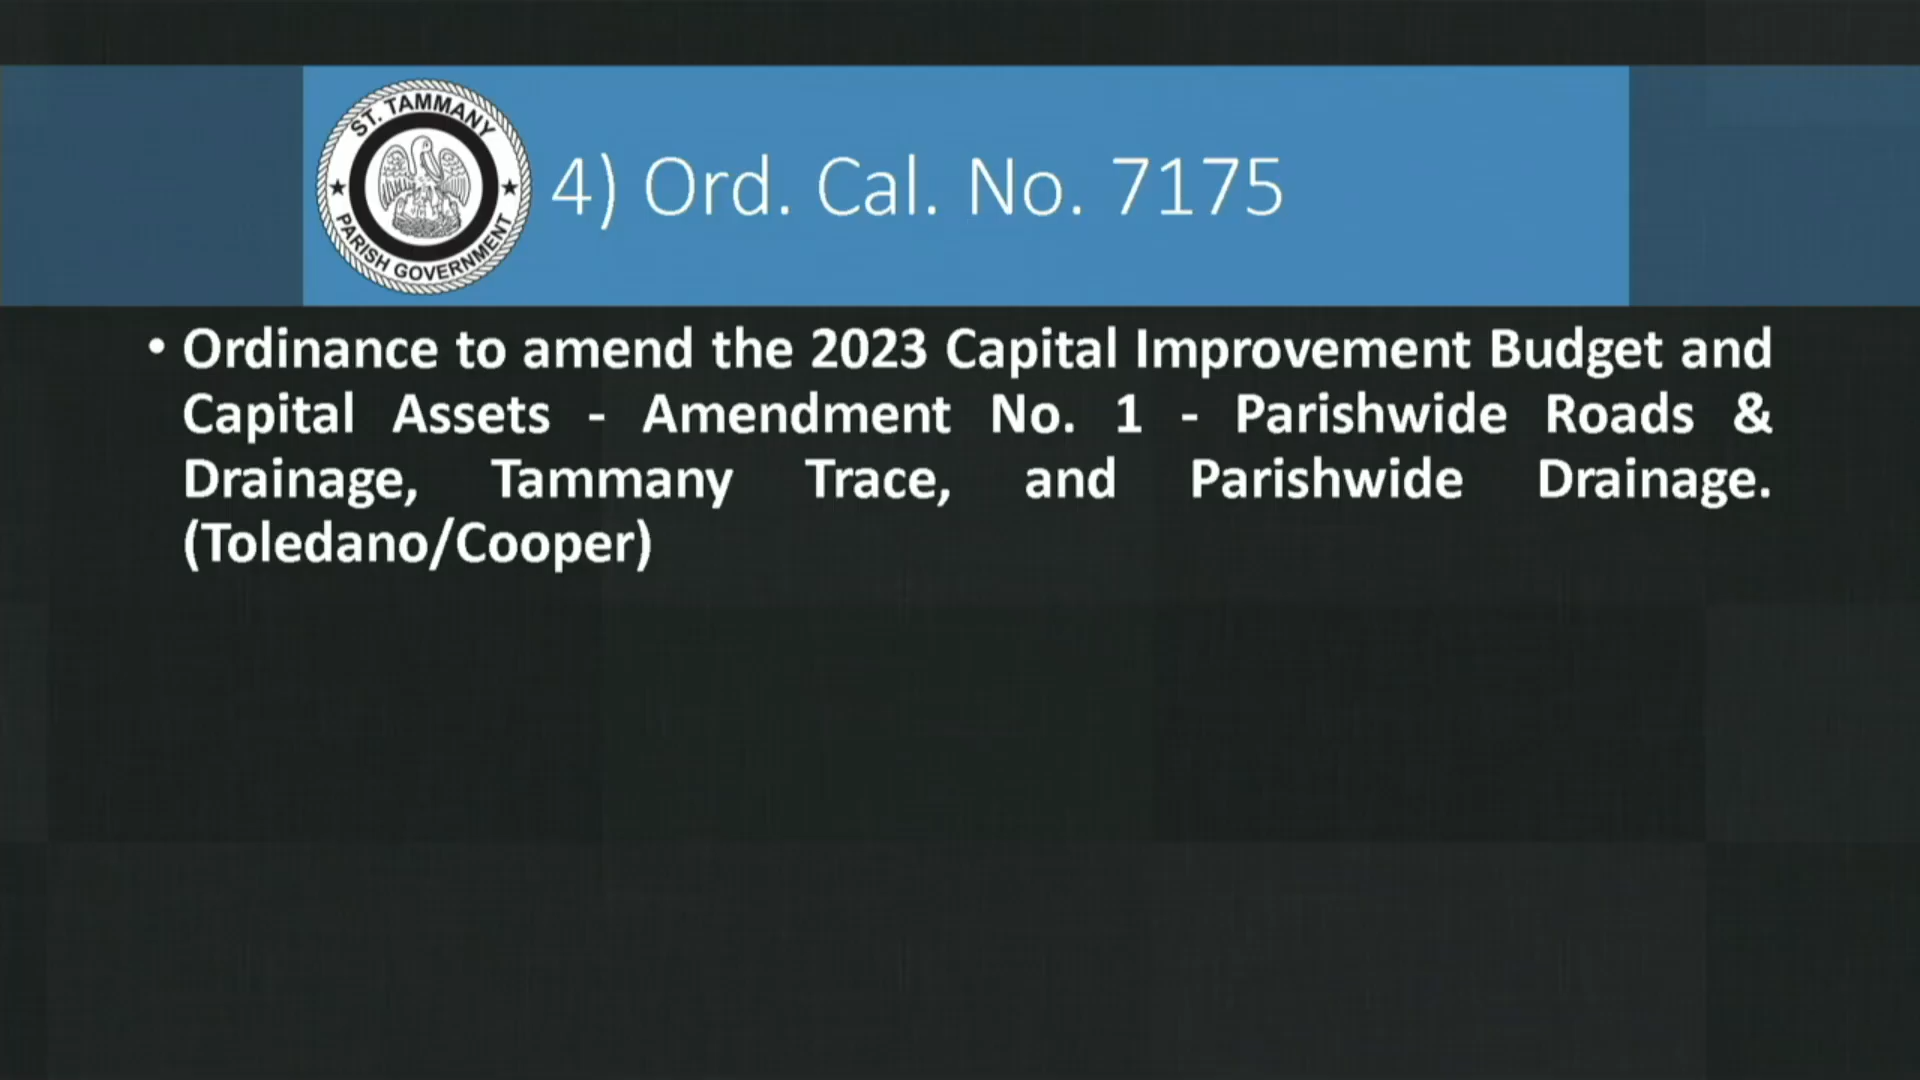 ST. TAMMANY
PARISH GOVERNMENT
4) Ord. Cal. No. 7175
• Ordinance to amend the 2023 Capital Improvement Budget and
Capital Assets - Amendment No. 1 - Parishwide Roads &
Drainage, Tammany Trace, and Parishwide Drainage.
(Toledano/Cooper)